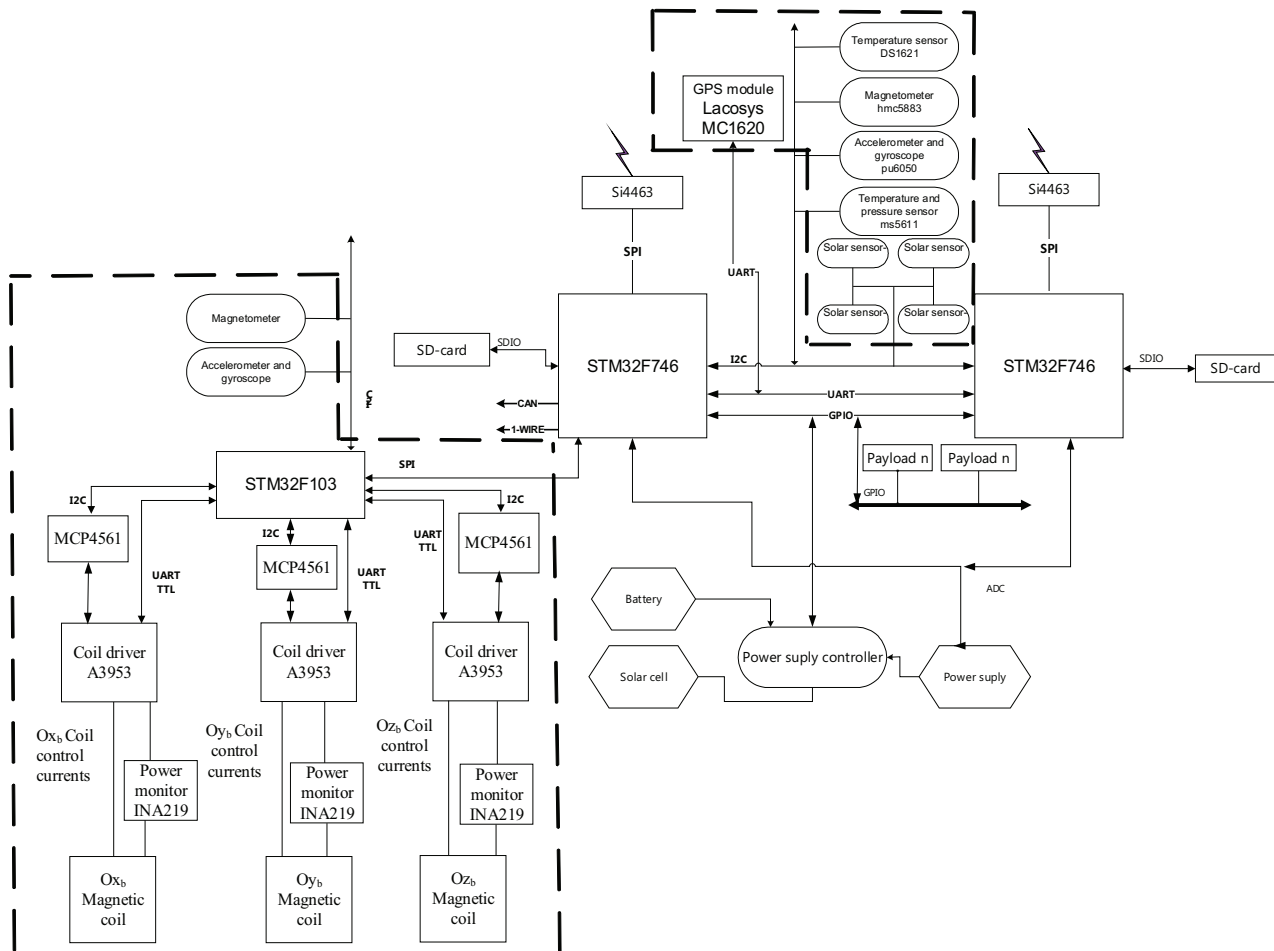 Temperature sensor
DS1621
GPS module
Lacosys
MC1620
Magnetometer
hmc5883
Accelerometer and
gyroscope
pu6050
Si4463
Si4463
Temperature and
pressure sensor
ms5611
SPI
SPI
Solar sensor-
Solar sensor
UART
Solar sensor-
Solar sensor-
Magnetometer
Accelerometer and
gyroscope
SD-card
SDIO
STM32F746
I2C
STM32F746
SDIO
SD-card
UART
CAN
GPIO
1-WIRE
Payload n
Payload n
GPIO
SPI
STM32F103
I2C
I2C
I2C
MCP4561
MCP4561
MCP4561
UART
TTL
UART
TTL
UART
TTL
ADC
Battery
Power suply controller
Solar cell
Power suply
Coil driver
A3953
Coil driver
A3953
Coil driver
A3953
Oxb Coil
control
currents
Oyb Coil
control
currents
Ozb Coil
control
currents
Power
monitor
INA219
Power
monitor
INA219
Power
monitor
INA219
Oxb
Magnetic
coil
Oyb
Magnetic
coil
Ozb
Magnetic
coil